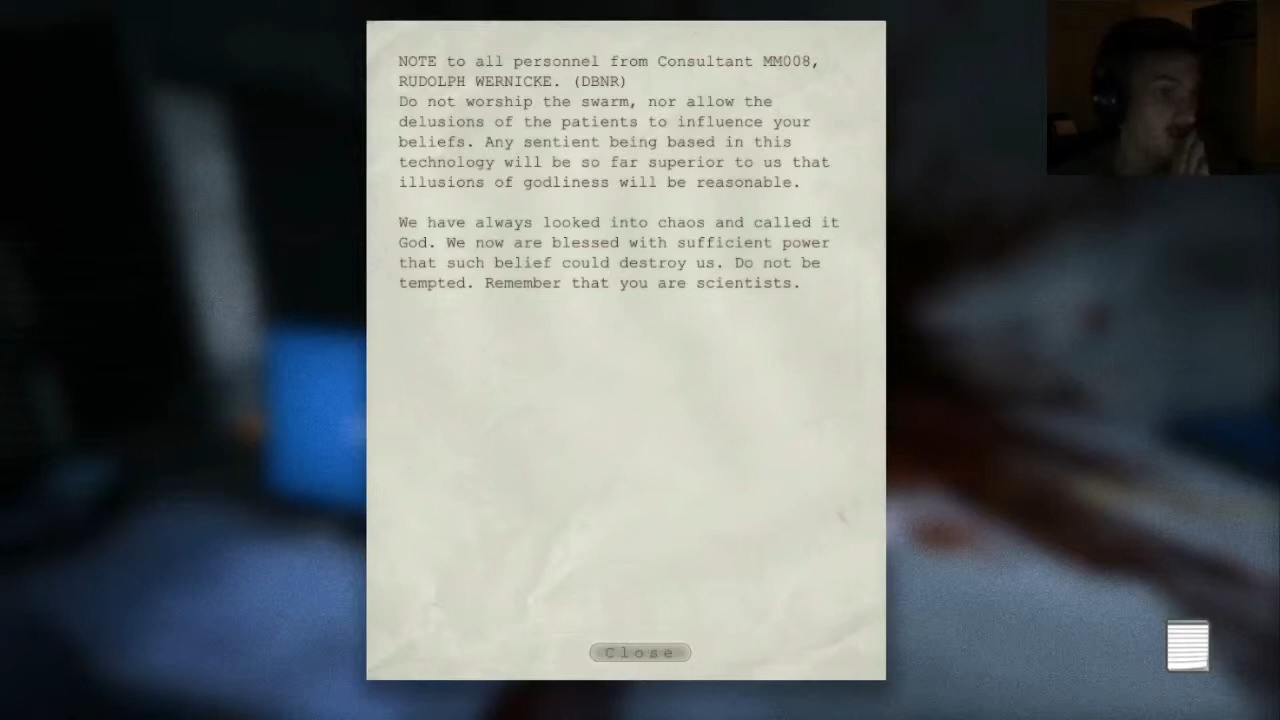 NOTE to all personnel from Consultant MM008,
RUDOLPH WERNICKE. (DBNR)
Do not worship the swarm, nor allow the
delusions of the patients to influence your
beliefs. Any sentient being based in this
technology will be so far superior to us that
illusions of godliness will be reasonable.
We have always looked into chaos and called it
God. We now are blessed with sufficient power
that such belief could destroy us. Do not be
tempted. Remember that you are scientists.
Close